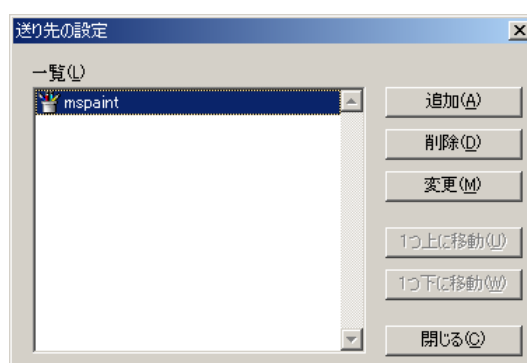 送り先の設定
一覧(L)
mspaint
追加(A)
削除(D)
変更(M)
1つ上に移動(U)
1つ下に移動(W)
閉じる(C)